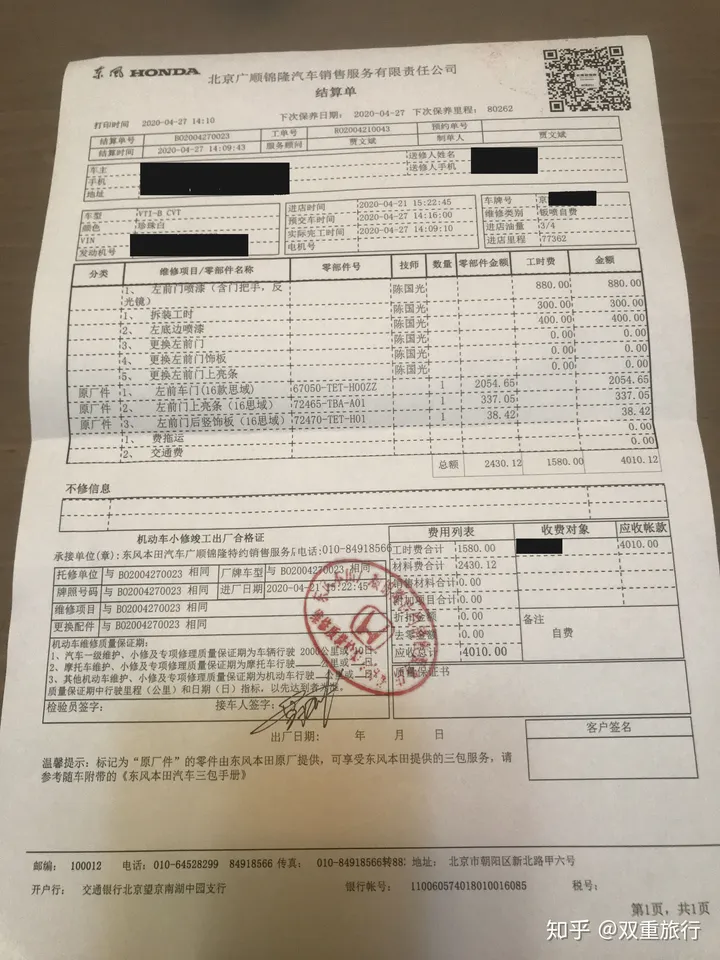 东风 HONDA 北京广顺锦隆汽车销售服务有限责任公司
结算单
打印时间 2020-04-27 14:10 下次保养日期: 2020-04-27 下次保养里程: 80262
结算单号 BO2004270023 工单号 BO2004210043 预约单号
结算时间 2020-04-27 14:09:43 服务顾问 贾文斌 制单人 贾文斌
车主 送修人姓名
手机 送修人手机
地址
车型 VTI-B CVT 进店时间 2020-04-21 15:22:45 车牌号 京
颜色 珍珠白 预交车时间 2020-04-27 14:16:00 维修类别 钣喷自费
VIN 实际完工时间 2020-04-27 14:09:10 进店油量 3/4
发动机号 电机号 进店里程 77362
分类 维修项目/零部件名称 零部件号 技师 数量 零部件金额 工时费 金额
1、 左前门喷漆(含门把手, 反光镜) 陈国光 880.00 880.00
1、 拆装工时 陈国光 300.00 300.00
2、 左底边喷漆 陈国光 400.00 400.00
3、 更换左前门 陈国光 0.00 0.00
4、 更换左前门饰板 陈国光 0.00 0.00
5、 更换左前门上亮条 陈国光 0.00 0.00
原厂件 1、 左前车门(16款思域) 67050-TET-H00ZZ 1 2054.65 2054.65
原厂件 2、 左前门上亮条(16思域) 72465-TBA-A01 1 337.05 337.05
原厂件 3、 左前门后竖饰板(16思域) 72470-TET-H01 1 38.42 38.42
1、 费拖运 0.00
2、 交通费 0.00
总额 2430.12 1580.00 4010.12
不修信息
机动车小修竣工出厂合格证
承接单位(章): 东风本田汽车广顺锦隆特约销售服务 电话:010-84918566
托修单位 与 BO2004270023 相同 厂牌车型 与 BO2004270023 相同
牌照号码 与 BO2004270023 相同 进厂日期 2020-04-21 15:22:45
维修项目 与 BO2004270023 相同
更换配件 与 BO2004270023 相同
机动车维修质量保证期:
1、汽车一级维护、小修及专项修理质量保证期为车辆行驶 2000公里或10日。
2、摩托车维护、小修及专项修理质量保证期为摩托车行驶 公里或 日。
3、其他机动车维护、小修及专项修理质量保证期为机动车行驶 公里或 日。
质量保证期中行驶里程(公里)和日期(日)指标, 以先达到者为准。
检验员签字: 接车人签字:
出厂日期: 年 月 日
费用列表 收费对象 应收帐款
工时费合计 1580.00 4010.00
材料费合计 2430.12
销售材料合计 0.00
附加项目合计 0.00
折扣金额 0.00
去零金额 0.00
应收总计 4010.00
备注
自费
质量保证书
客户签名
温馨提示: 标记为“原厂件”的零件由东风本田原厂提供, 可享受东风本田提供的三包服务, 请
参考随车附带的《东风本田汽车三包手册》
邮编: 100012 电话: 010-64528299 84918566 传真: 010-84918566转88: 地址: 北京市朝阳区新北路甲六号
开户行: 交通银行北京望京南湖中园支行 银行帐号: 110060574018010016085 税号:
第1页, 共1页
知乎 @双重旅行